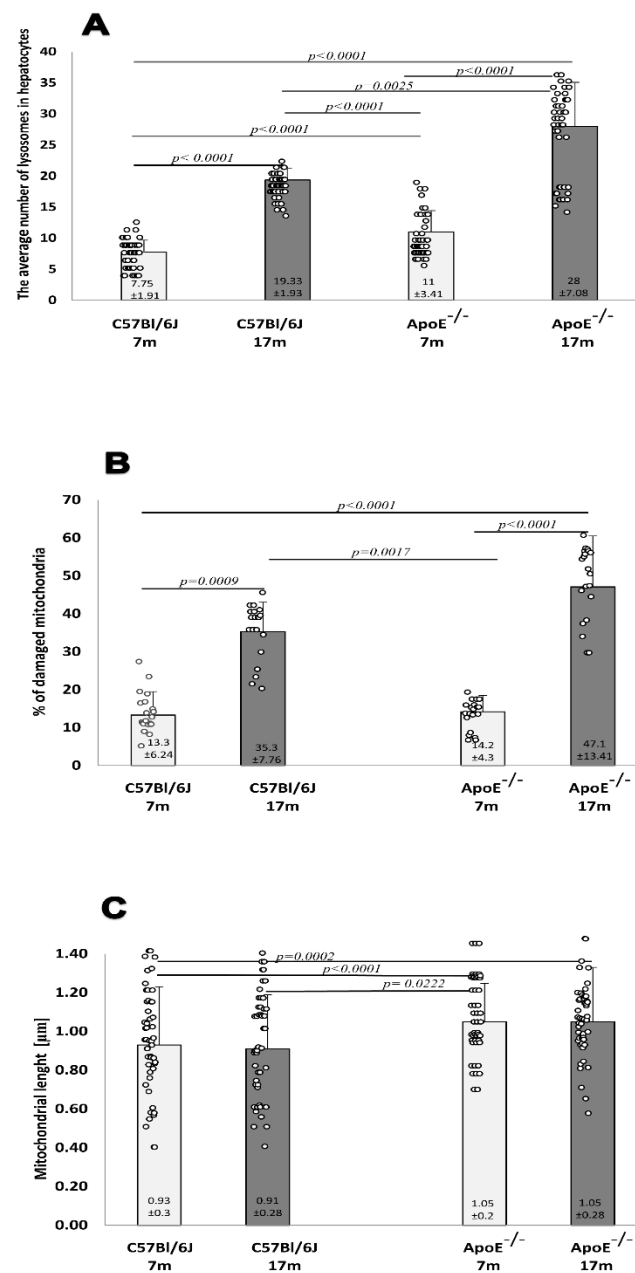 A
The average number of lysosomes in hepatocytes
40
35
30
25
20
15
10
5
0
p<0.0001
p<0.0001
p=0.0025
p<0.0001
p<0.0001
p< 0.0001
7.75
±1.91
19.33
±1.93
11
±3.41
28
±7.08
C57Bl/6J
7m
C57Bl/6J
17m
ApoE-/-
7m
ApoE-/-
17m
B
% of damaged mitochondria
70
60
50
40
30
20
10
0
p<0.0001
p<0.0001
p=0.0017
p=0.0009
13.3
±6.24
35.3
±7.76
14.2
±4.3
47.1
±13.41
C57Bl/6J
7m
C57Bl/6J
17m
ApoE-/-
7m
ApoE-/-
17m
C
Mitochondrial lenght [µm]
1.40
1.20
1.00
0.80
0.60
0.40
0.20
0.00
p=0.0002
p<0.0001
p= 0.0222
0.93
±0.3
0.91
±0.28
1.05
±0.2
1.05
±0.28
C57Bl/6J
7m
C57Bl/6J
17m
ApoE-/-
7m
ApoE-/-
17m